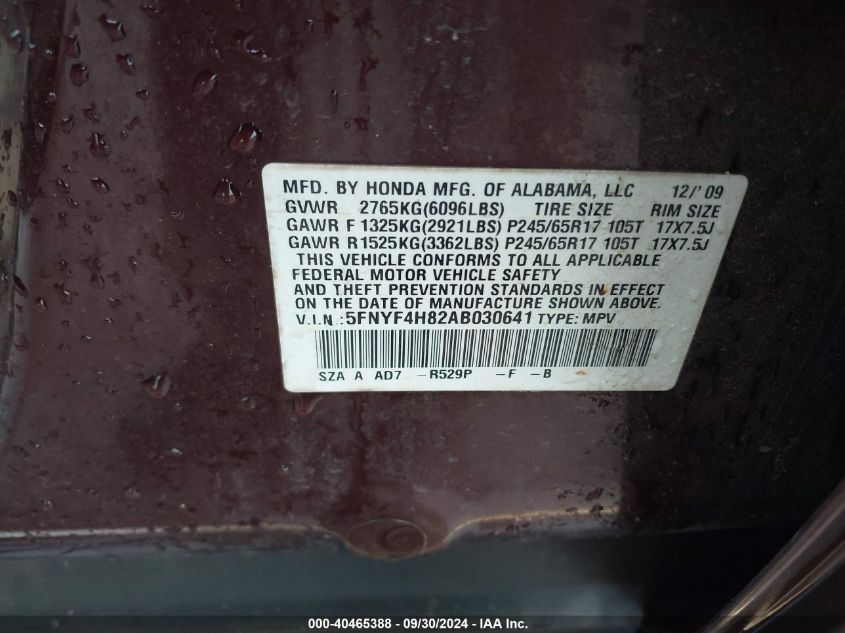 MFD. BY HONDA MFG. OF ALABAMA, LLC 12/'09
GVWR 2765KG(6096LBS) TIRE SIZE RIM SIZE
GAWR F 1325KG(2921LBS) P245/65R17 105T 17X7.5J
GAWR R1525KG(3362LBS) P245/65R17 105T 17X7.5J
THIS VEHICLE CONFORMS TO ALL APPLICABLE
FEDERAL MOTOR VEHICLE SAFETY
AND THEFT PREVENTION STANDARDS IN EFFECT
ON THE DATE OF MANUFACTURE SHOWN ABOVE.
V.I.N.:5FNYF4H82AB030641 TYPE: MPV
SZA A AD7 -R529P -F -B
000-40465388 - 09/30/2024 - IAA Inc.